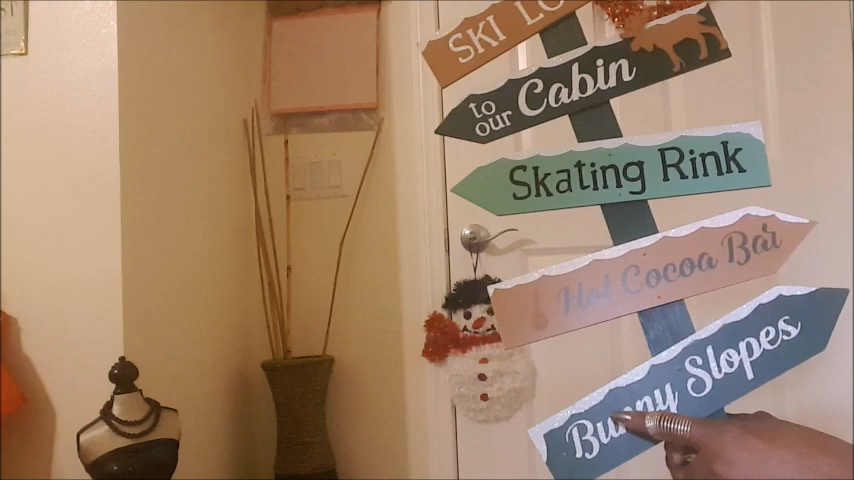 SKI LO
to our Cabin
Skating Rink
Hot Cocoa Bar
Bunny Slopes